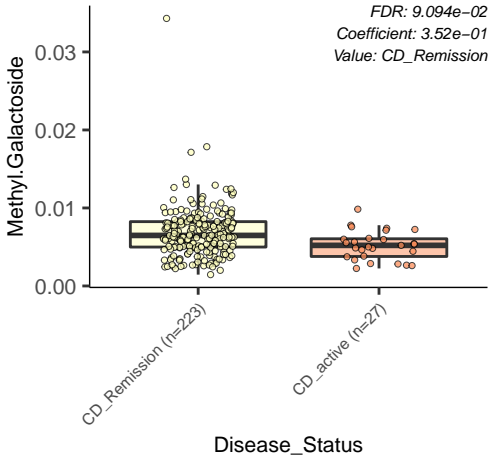 FDR: 9.094e−02
Coefficient: 3.52e−01
Value: CD_Remission
Methyl.Galactoside
0.03
0.02
0.01
0.00
CD_Remission (n=223)
CD_active (n=27)
Disease_Status